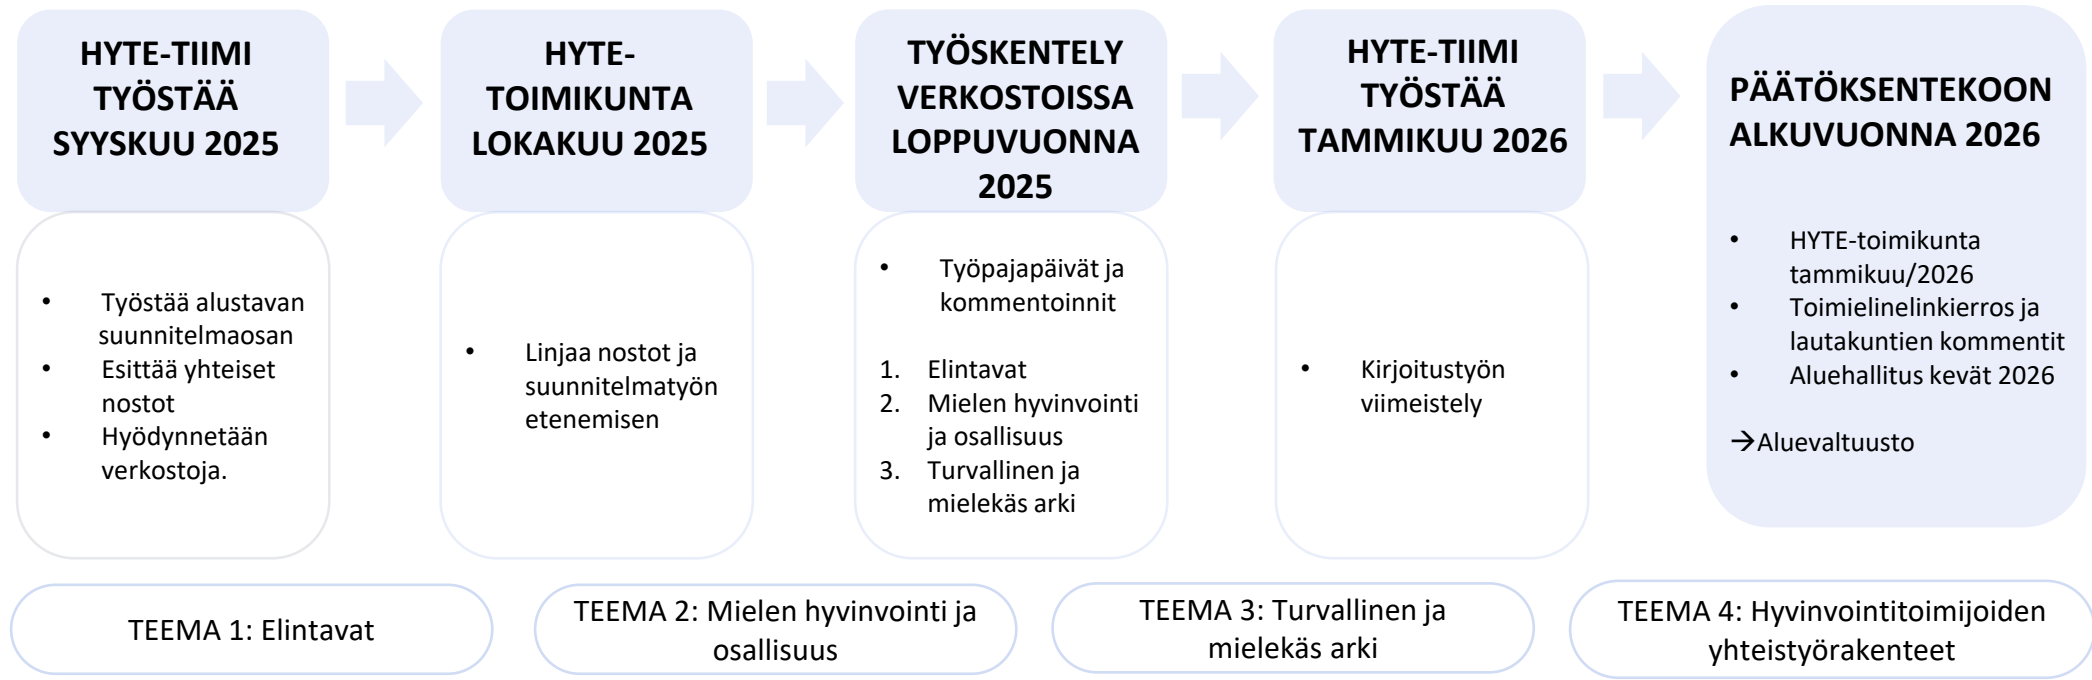 HYTE-TIIMI
TYÖSTÄÄ
SYYSKUU 2025
• Työstää alustavan
suunnitelmaosan
• Esittää yhteiset
nostot
• Hyödynnetään
verkostoja.
HYTE-
TOIMIKUNTA
LOKAKUU 2025
• Linjaa nostot ja
suunnitelmatyön
etenemisen
TYÖSKENTELY
VERKOSTOISSA
LOPPUVUONNA
2025
• Työpajapäivät ja
kommentoinnit
1. Elintavat
2. Mielen hyvinvointi
ja osallisuus
3. Turvallinen ja
mielekäs arki
HYTE-TIIMI
TYÖSTÄÄ
TAMMIKUU 2026
• Kirjoitustyön
viimeistely
PÄÄTÖKSENTEKOON
ALKUVUONNA 2026
• HYTE-toimikunta
tammikuu/2026
• Toimielinelinkierros ja
lautakuntien kommentit
• Aluehallitus kevät 2026
→Aluevaltuusto
TEEMA 1: Elintavat
TEEMA 2: Mielen hyvinvointi ja
osallisuus
TEEMA 3: Turvallinen ja
mielekäs arki
TEEMA 4: Hyvinvointitoimijoiden
yhteistyörakenteet